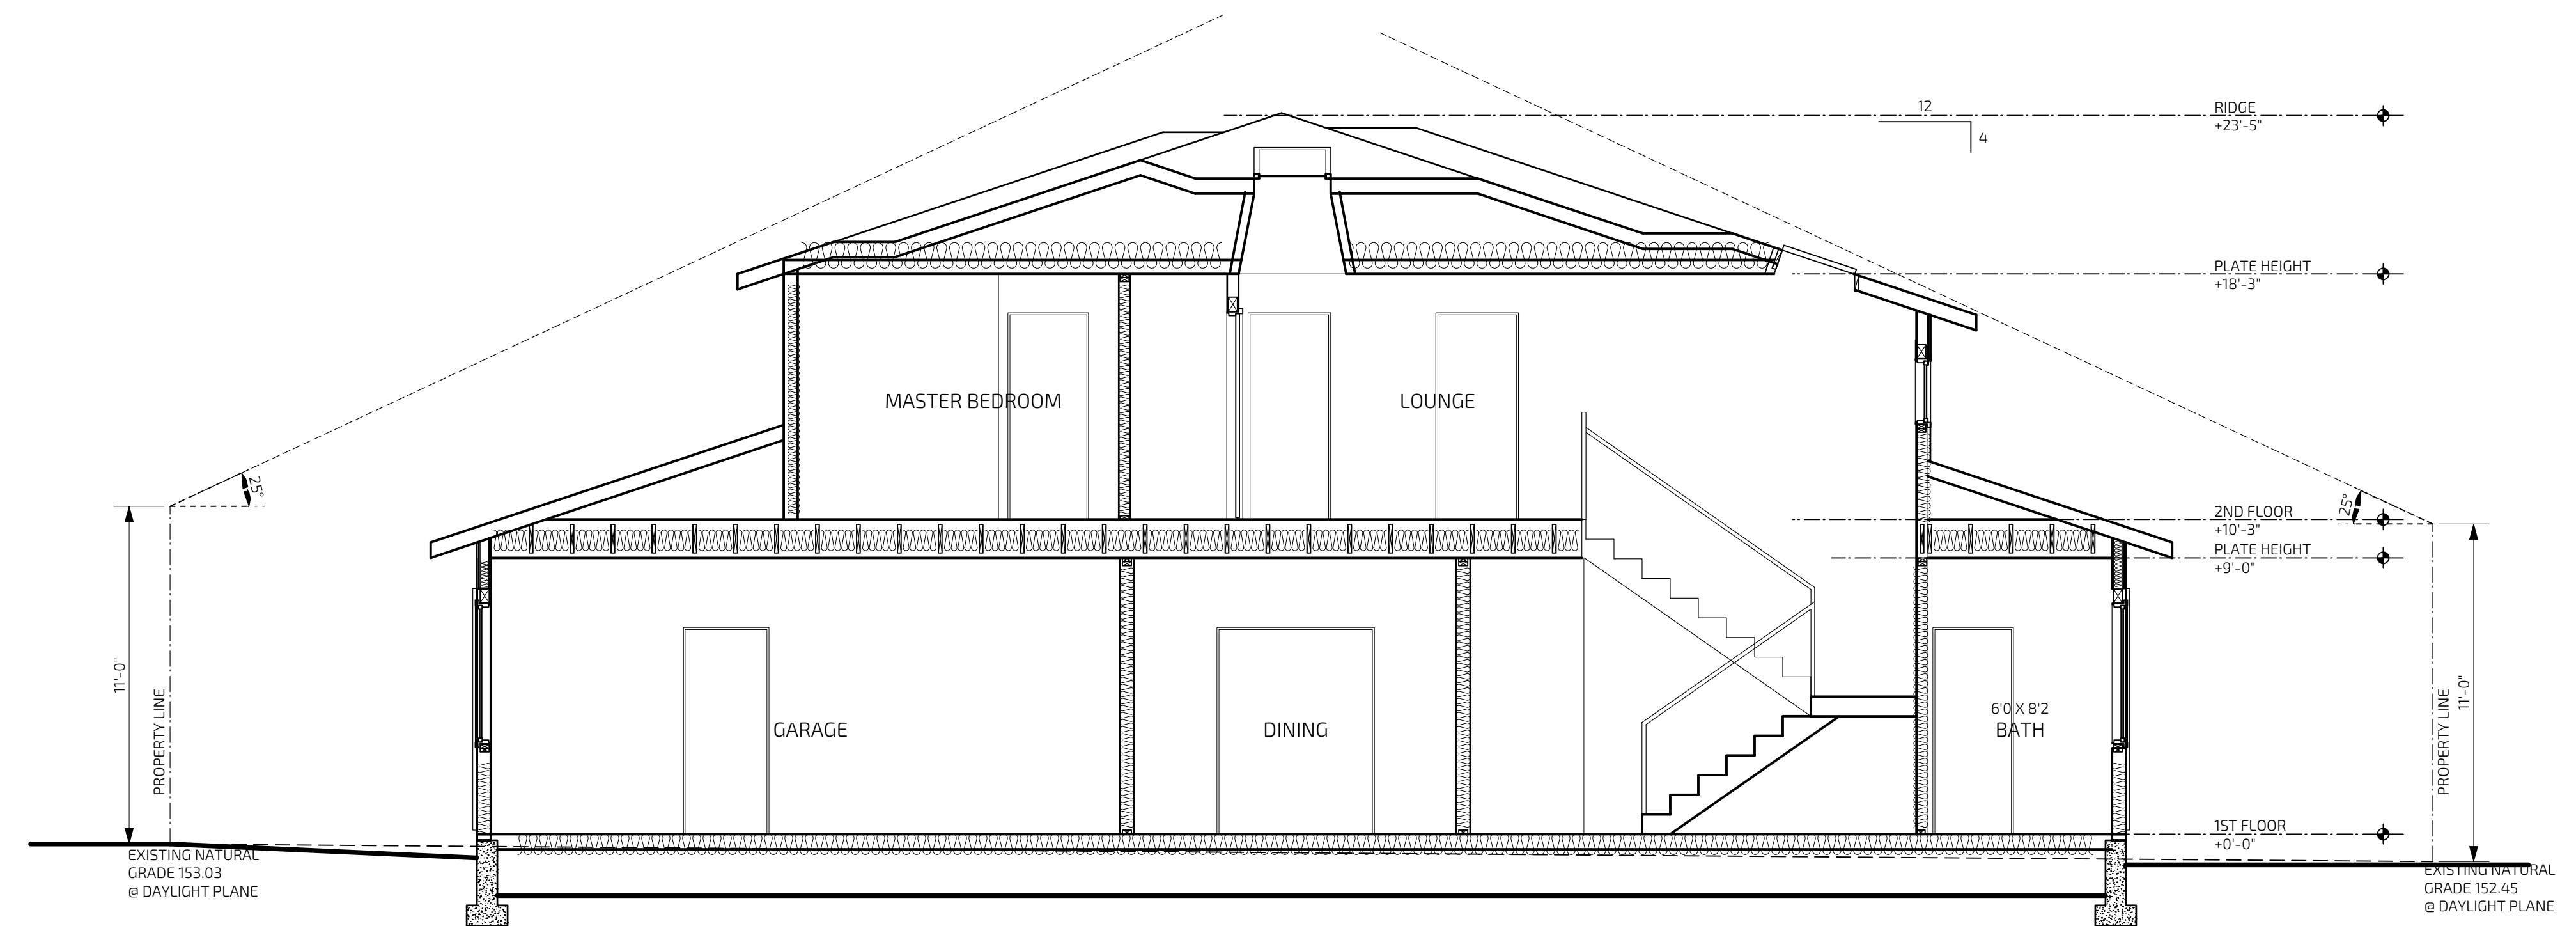 12
4
RIDGE
+23'-5"
PLATE HEIGHT
+18'-3"
MASTER BEDROOM
LOUNGE
25°
25°
2ND FLOOR
+10'-3"
PLATE HEIGHT
+9'-0"
11'-0"
PROPERTY LINE
GARAGE
DINING
6'0 X 8'2
BATH
PROPERTY LINE
11'-0"
1ST FLOOR
+0'-0"
EXISTING NATURAL
GRADE 153.03
@ DAYLIGHT PLANE
EXISTING NATURAL
GRADE 152.45
@ DAYLIGHT PLANE